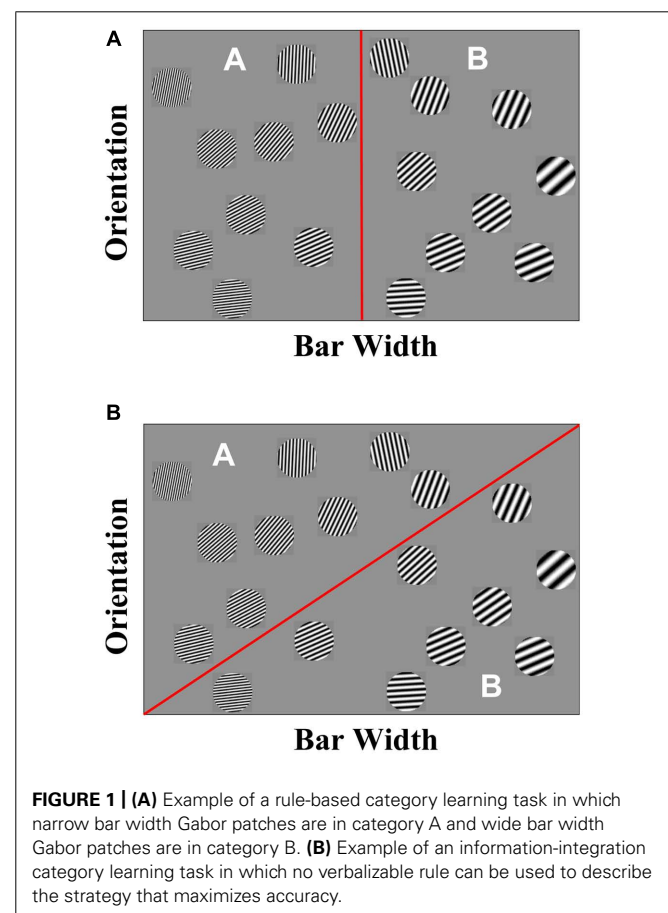 A
A
B
Orientation
Bar Width
B
A
B
Orientation
Bar Width
FIGURE 1 | (A) Example of a rule-based category learning task in which
narrow bar width Gabor patches are in category A and wide bar width
Gabor patches are in category B. (B) Example of an information-integration
category learning task in which no verbalizable rule can be used to describe
the strategy that maximizes accuracy.